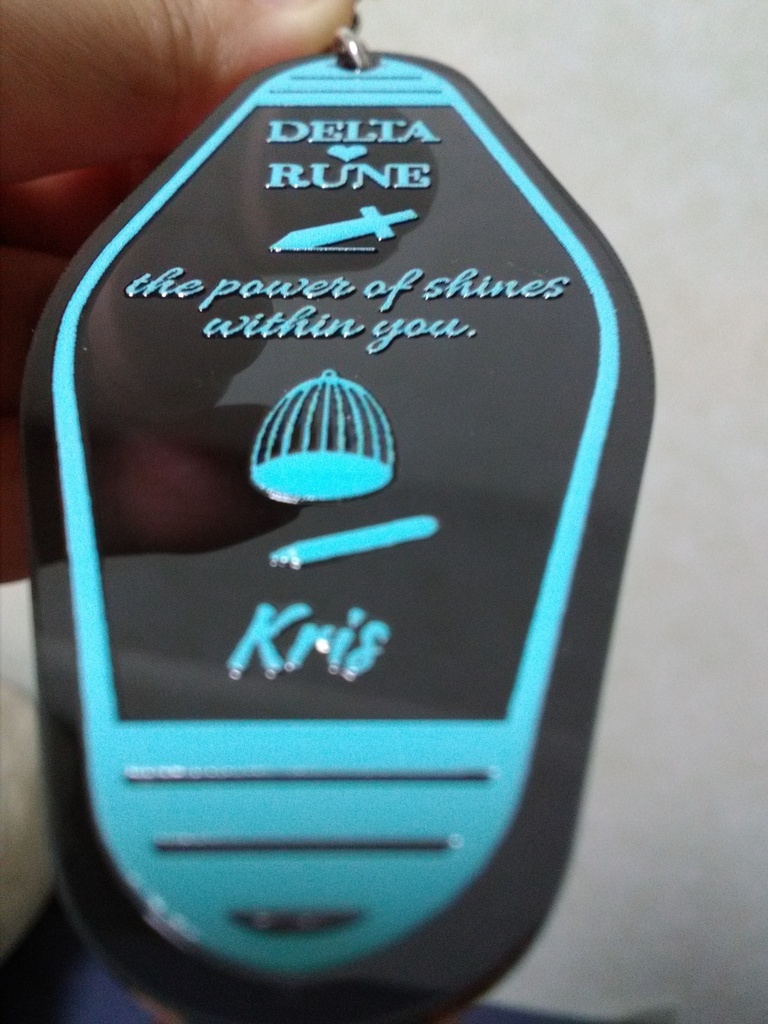 DELTA
RUNE
the power of shines
within you.
Kris